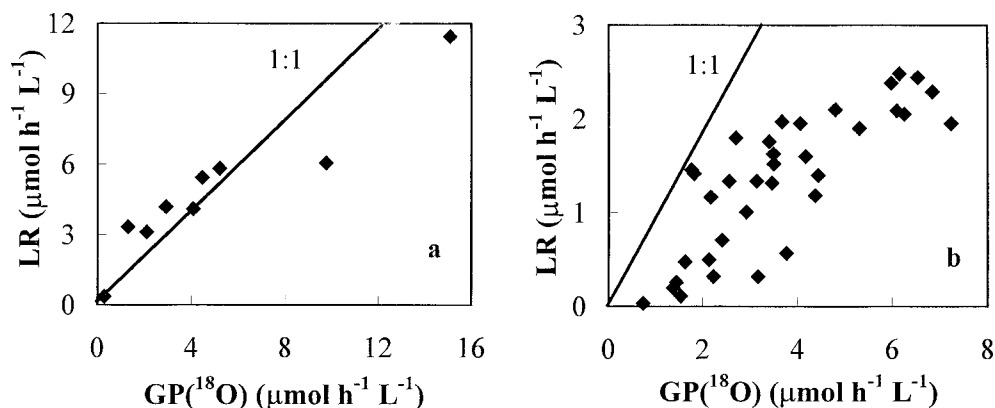 12
9
6
3
0
LR (μmol h⁻¹ L⁻¹)
1:1
a
0 4 8 12 16
GP(¹⁸O) (μmol h⁻¹ L⁻¹)
3
2
1
0
LR (μmol h⁻¹ L⁻¹)
1:1
b
0 2 4 6 8
GP(¹⁸O) (μmol h⁻¹ L⁻¹)